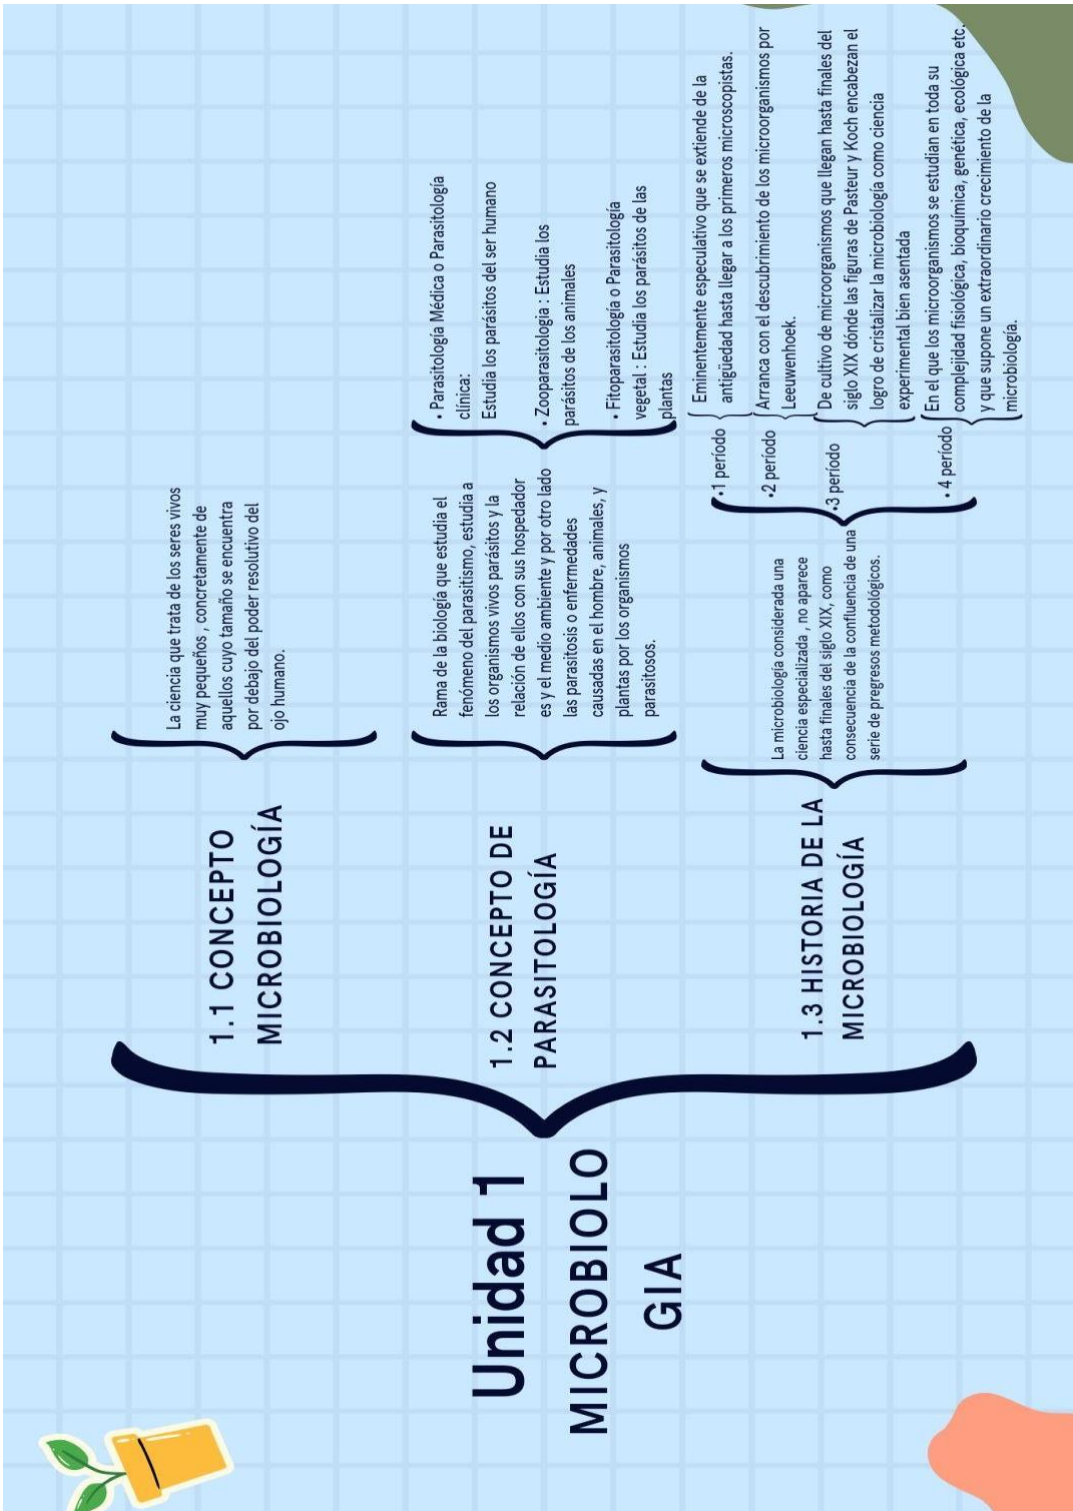 Unidad 1
MICROBIOLO
GIA
1.1 CONCEPTO
MICROBIOLOGÍA
La ciencia que trata de los seres vivos
muy pequeños , concretamente de
aquellos cuyo tamaño se encuentra
por debajo del poder resolutivo del
ojo humano.
1.2 CONCEPTO DE
PARASITOLOGÍA
Rama de la biología que estudia el
fenómeno del parasitismo, estudia a
los organismos vivos parásitos y la
relación de ellos con sus hospedador
es y el medio ambiente y por otro lado
las parasitosis o enfermedades
causadas en el hombre, animales, y
plantas por los organismos
parasitosos.
• Parasitología Médica o Parasitología
clínica:
Estudia los parásitos del ser humano
• Zooparasitologia : Estudia los
parásitos de los animales
• Fitoparasitología o Parasitología
vegetal : Estudia los parásitos de las
plantas
1.3 HISTORIA DE LA
MICROBIOLOGÍA
La microbiología considerada una
ciencia especializada , no aparece
hasta finales del siglo XIX, como
consecuencia de la confluencia de una
serie de pregresos metodológicos.
•1 período
Eminentemente especulativo que se extiende de la
antigüedad hasta llegar a los primeros microscopistas.
•2 período
Arranca con el descubrimiento de los microorganismos por
Leeuwenhoek.
•3 período
De cultivo de microorganismos que llegan hasta finales del
siglo XIX dónde las figuras de Pasteur y Koch encabezan el
logro de cristalizar la microbiología como ciencia
experimental bien asentada
• 4 período
En el que los microorganismos se estudian en toda su
complejidad fisiológica, bioquímica, genética, ecológica etc,
y que supone un extraordinario crecimiento de la
microbiología.